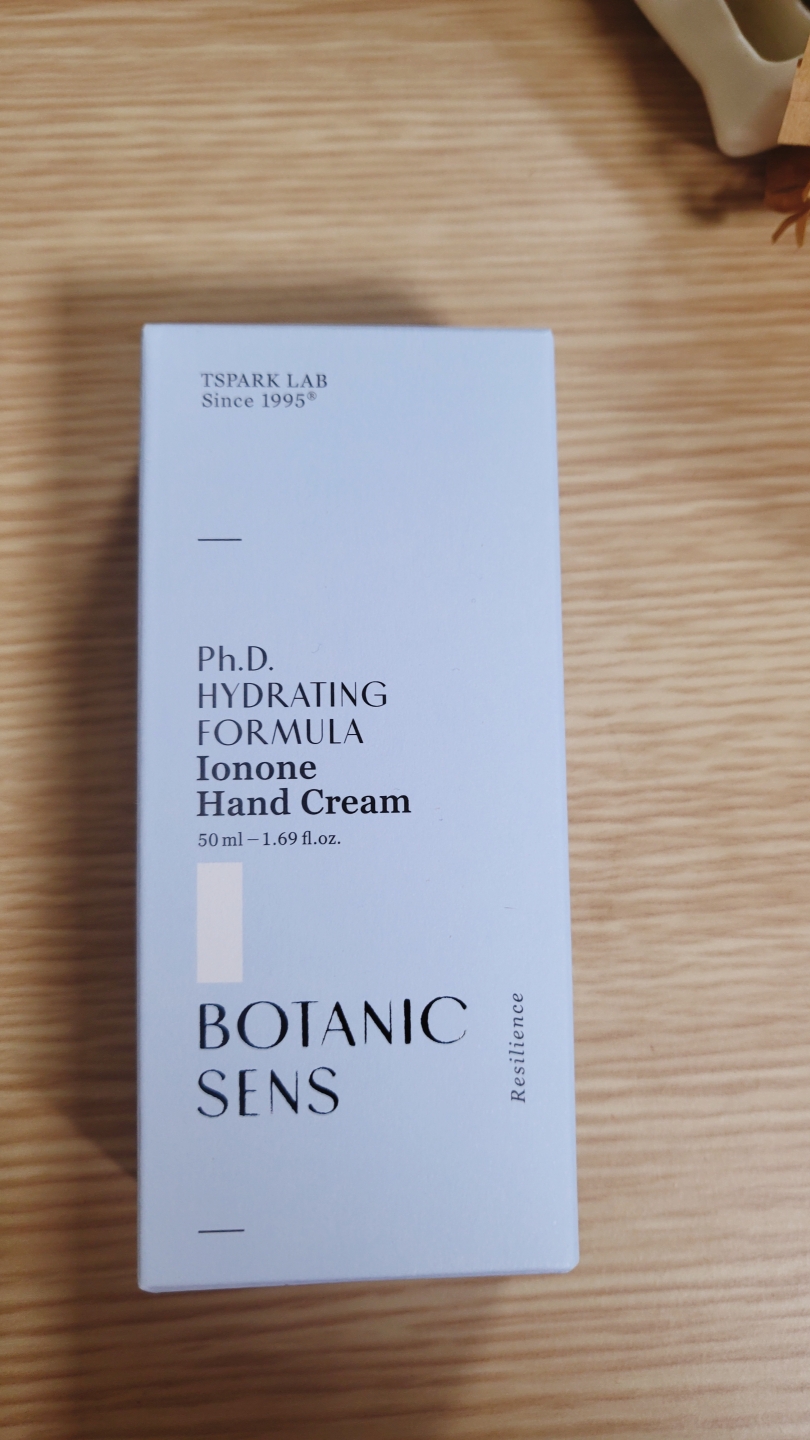 TSPARK LAB
Since 1995®
Ph.D.
HYDRATING
FORMULA
Ionone
Hand Cream
50 ml – 1.69 fl.oz.
BOTANIC
SENS
Resilience